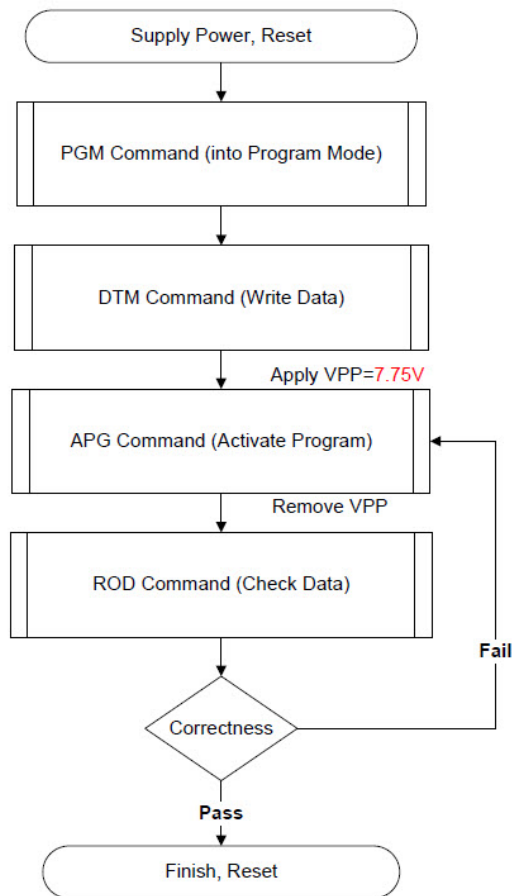 Supply Power, Reset
PGM Command (into Program Mode)
DTM Command (Write Data)
Apply VPP=7.75V
APG Command (Activate Program)
Remove VPP
ROD Command (Check Data)
Fail
Correctness
Pass
Finish, Reset